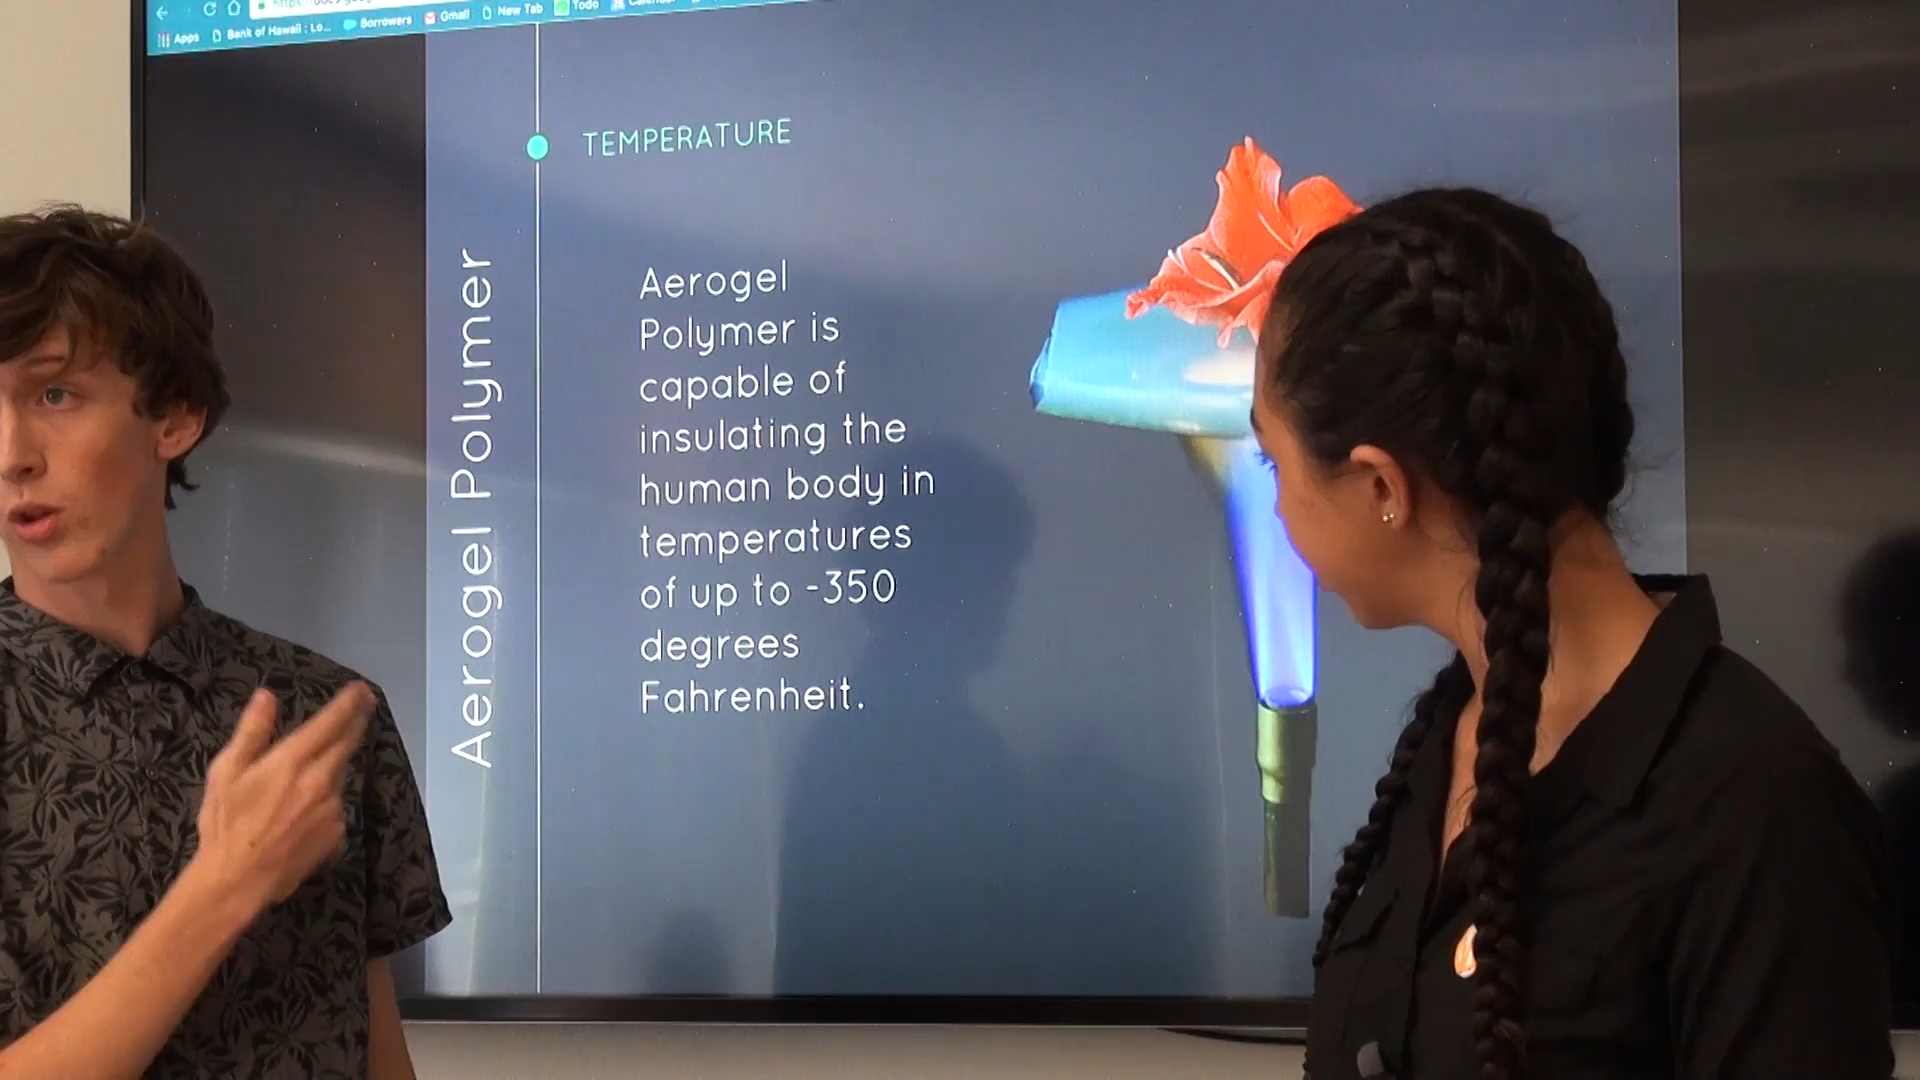 Apps Bank of Hawaii : Lo... Borrowers Gmail New Tab Todo
TEMPERATURE
Aerogel Polymer
Aerogel
Polymer is
capable of
insulating the
human body in
temperatures
of up to -350
degrees
Fahrenheit.